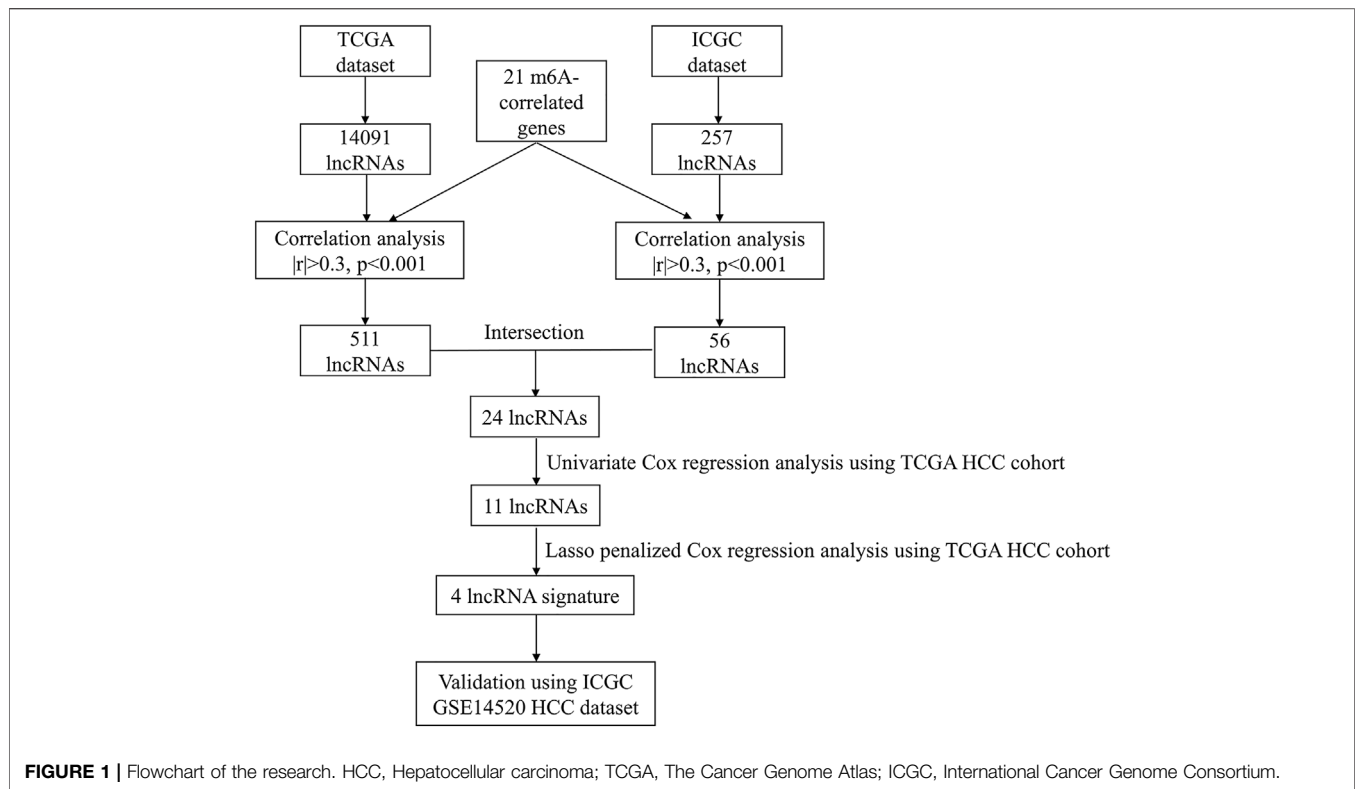 TCGA
dataset
ICGC
dataset
21 m6A-
correlated
genes
14091
lncRNAs
257
lncRNAs
Correlation analysis
|r|>0.3, p<0.001
Correlation analysis
|r|>0.3, p<0.001
511
lncRNAs
Intersection
56
lncRNAs
24 lncRNAs
Univariate Cox regression analysis using TCGA HCC cohort
11 lncRNAs
Lasso penalized Cox regression analysis using TCGA HCC cohort
4 lncRNA signature
Validation using ICGC
GSE14520 HCC dataset
FIGURE 1 | Flowchart of the research. HCC, Hepatocellular carcinoma; TCGA, The Cancer Genome Atlas; ICGC, International Cancer Genome Consortium.